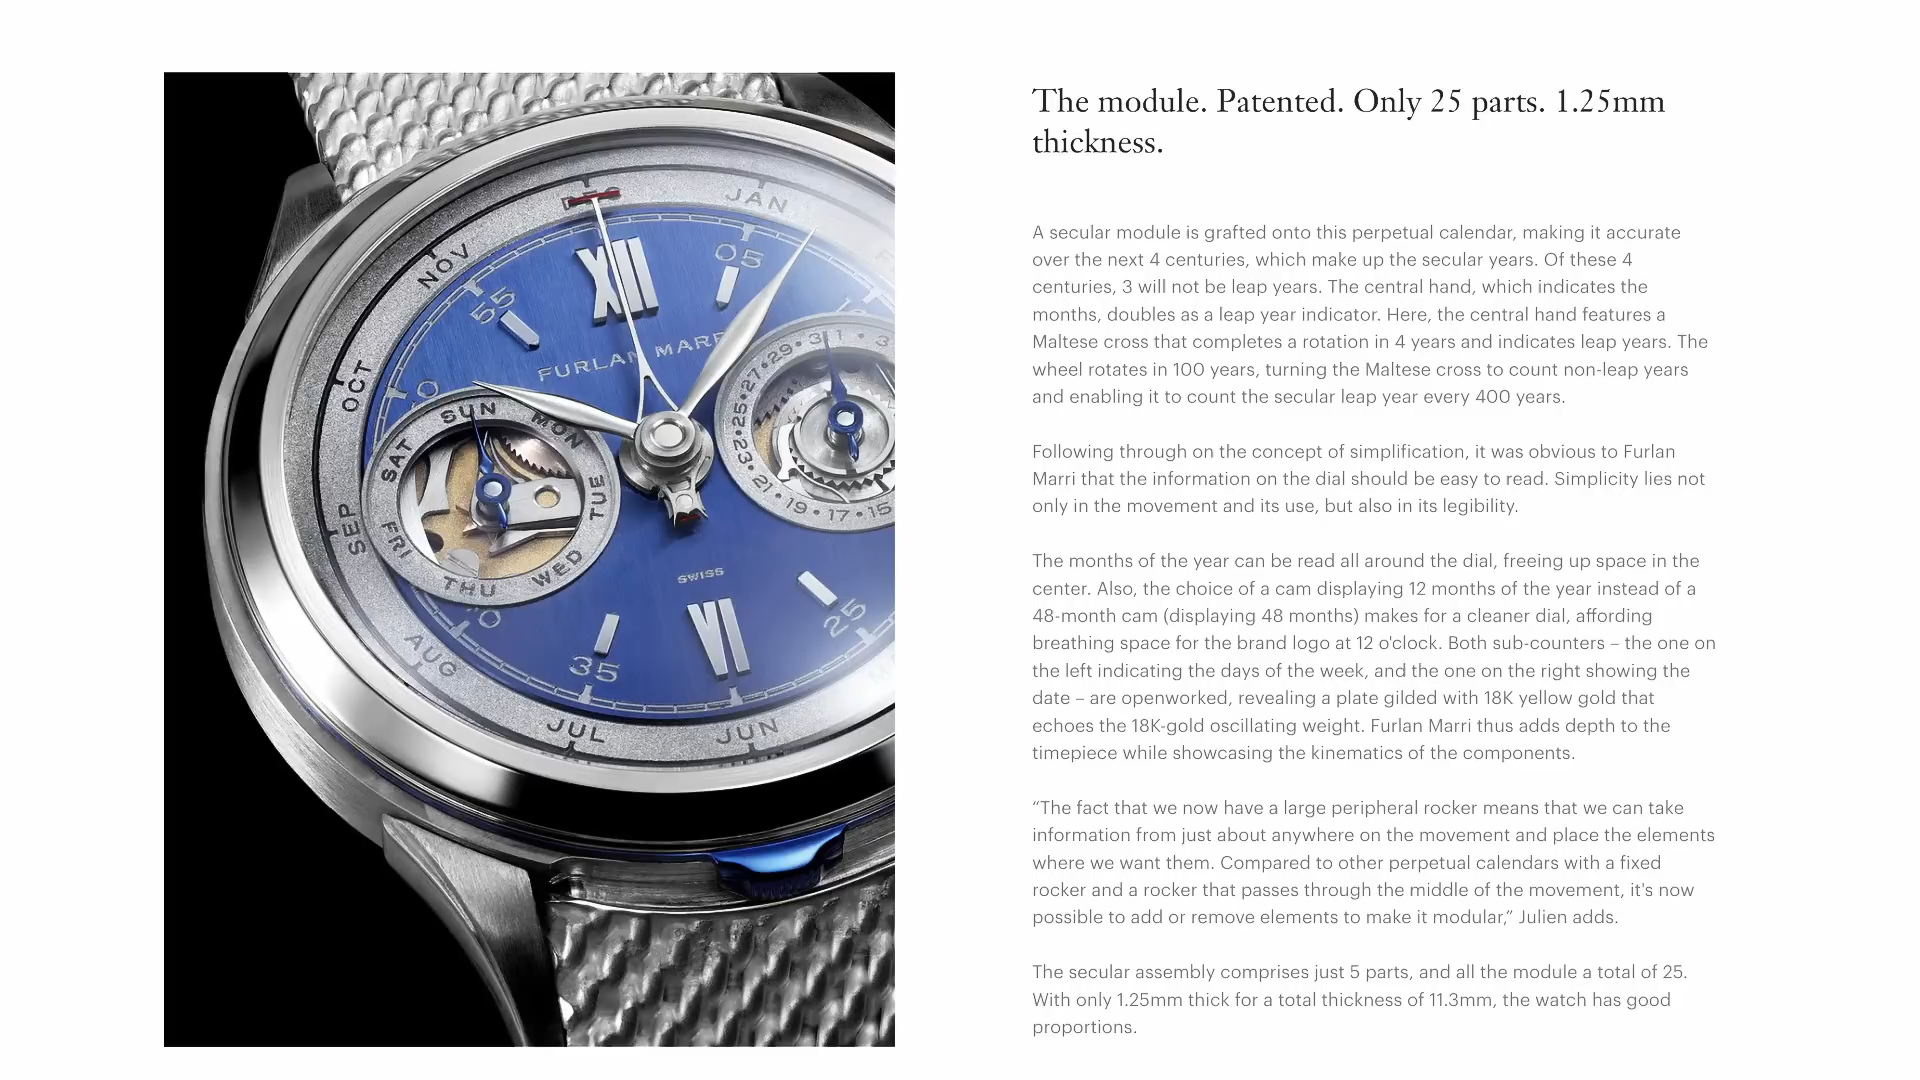 The module. Patented. Only 25 parts. 1.25mm
thickness.
A secular module is grafted onto this perpetual calendar, making it accurate
over the next 4 centuries, which make up the secular years. Of these 4
centuries, 3 will not be leap years. The central hand, which indicates the
months, doubles as a leap year indicator. Here, the central hand features a
Maltese cross that completes a rotation in 4 years and indicates leap years. The
wheel rotates in 100 years, turning the Maltese cross to count non-leap years
and enabling it to count the secular leap year every 400 years.
Following through on the concept of simplification, it was obvious to Furlan
Marri that the information on the dial should be easy to read. Simplicity lies not
only in the movement and its use, but also in its legibility.
The months of the year can be read all around the dial, freeing up space in the
center. Also, the choice of a cam displaying 12 months of the year instead of a
48-month cam (displaying 48 months) makes for a cleaner dial, affording
breathing space for the brand logo at 12 o'clock. Both sub-counters – the one on
the left indicating the days of the week, and the one on the right showing the
date – are openworked, revealing a plate gilded with 18K yellow gold that
echoes the 18K-gold oscillating weight. Furlan Marri thus adds depth to the
timepiece while showcasing the kinematics of the components.
“The fact that we now have a large peripheral rocker means that we can take
information from just about anywhere on the movement and place the elements
where we want them. Compared to other perpetual calendars with a fixed
rocker and a rocker that passes through the middle of the movement, it's now
possible to add or remove elements to make it modular,” Julien adds.
The secular assembly comprises just 5 parts, and all the module a total of 25.
With only 1.25mm thick for a total thickness of 11.3mm, the watch has good
proportions.
JAN
NOV
OCT
SEP
AUG
JUL
JUN
XII
05
55
FURLAN
SUN
MON
TUE
WED
THU
FRI
SAT
29•31•3
27
25
23
21
19•17•15
SWISS
VI
25
35